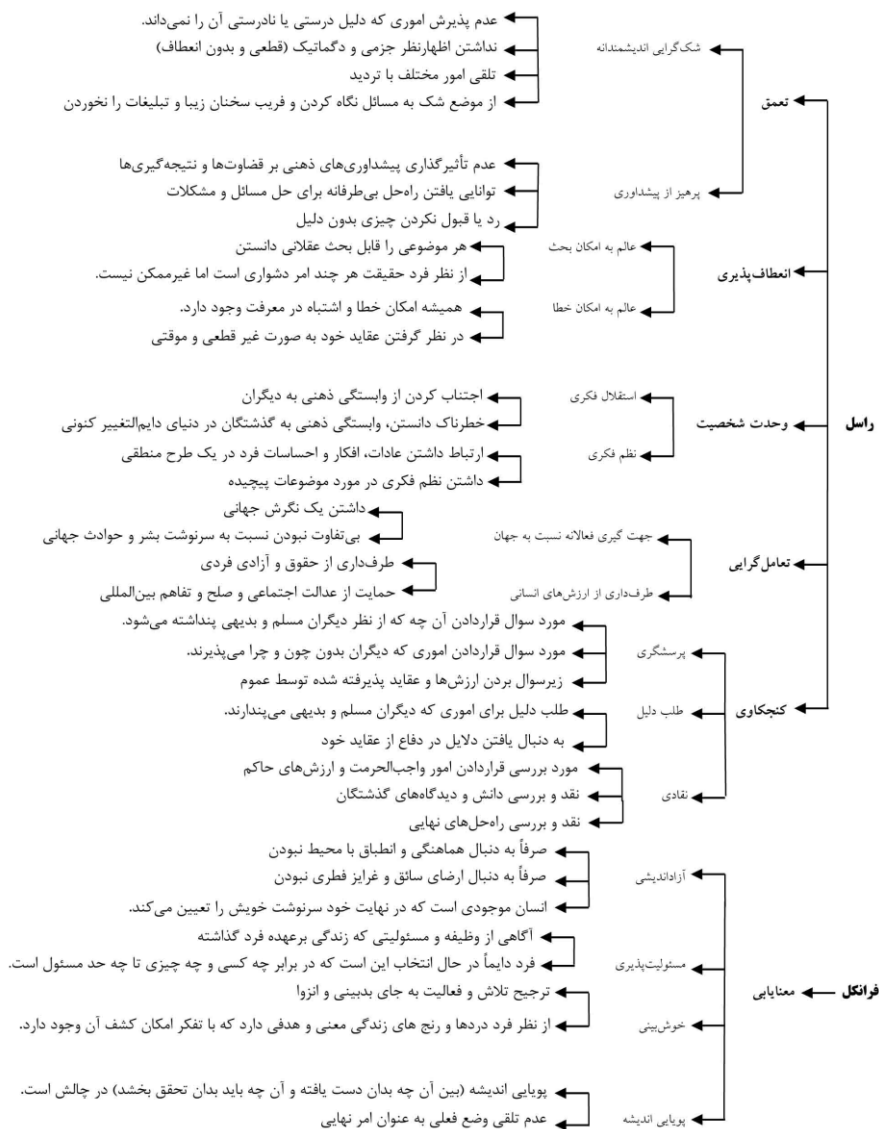 عدم پذیرش اموری که دلیل درستی یا نادرستی آن را نمی‌داند.
شک‌گرایی اندیشمندانه
نداشتن اظهارنظر جزمی و دگماتیک (قطعی و بدون انعطاف)
تلقی امور مختلف با تردید
تعمق
از موضع شک به مسائل نگاه کردن و فریب سخنان زیبا و تبلیغات را نخوردن
عدم تأثیرگذاری پیشداوری‌های ذهنی بر قضاوت‌ها و نتیجه‌گیری‌ها
پرهیز از پیشداوری
توانایی یافتن راه‌حل بی‌طرفانه برای حل مسائل و مشکلات
رد یا قبول نکردن چیزی بدون دلیل
عالم به امکان بحث
هر موضوعی را قابل بحث عقلانی دانستن
انعطاف‌پذیری
از نظر فرد حقیقت هر چند امر دشواری است اما غیرممکن نیست.
عالم به امکان خطا
همیشه امکان خطا و اشتباه در معرفت وجود دارد.
در نظر گرفتن عقاید خود به صورت غیر قطعی و موقتی
استقلال فکری
اجتناب کردن از وابستگی ذهنی به دیگران
راسل
وحدت شخصیت
خطرناک دانستن، وابستگی ذهنی به گذشتگان در دنیای دایم‌التغییر کنونی
نظم فکری
ارتباط داشتن عادات، افکار و احساسات فرد در یک طرح منطقی
داشتن نظم فکری در مورد موضوعات پیچیده
داشتن یک نگرش جهانی
جهت گیری فعالانه نسبت به جهان
بی‌تفاوت نبودن نسبت به سرنوشت بشر و حوادث جهانی
تعامل‌گرایی
طرف‌داری از حقوق و آزادی فردی
طرف‌داری از ارزش‌های انسانی
حمایت از عدالت اجتماعی و صلح و تفاهم بین‌المللی
مورد سوال قراردادن آن چه که از نظر دیگران مسلم و بدیهی پنداشته می‌شود.
پرسشگری
مورد سوال قراردادن اموری که دیگران بدون چون و چرا می‌پذیرند.
زیرسوال بردن ارزش‌ها و عقاید پذیرفته شده توسط عموم
کنجکاوی
طلب دلیل
طلب دلیل برای اموری که دیگران مسلم و بدیهی می‌پندارند.
به دنبال یافتن دلایل در دفاع از عقاید خود
مورد بررسی قراردادن امور واجب‌الحرمت و ارزش‌های حاکم
نقادی
نقد و بررسی دانش و دیدگاه‌های گذشتگان
نقد و بررسی راه‌حل‌های نهایی
صرفاً به دنبال هماهنگی و انطباق با محیط نبودن
آزاداندیشی
صرفاً به دنبال ارضای سائق و غرایز فطری نبودن
انسان موجودی است که در نهایت خود سرنوشت خویش را تعیین می‌کند.
آگاهی از وظیفه و مسئولیتی که زندگی برعهده فرد گذاشته
مسئولیت‌پذیری
فرد دایماً در حال انتخاب این است که در برابر چه کسی و چه چیزی تا چه حد مسئول است.
فرانکل
معنایابی
ترجیح تلاش و فعالیت به جای بدبینی و انزوا
خوش‌بینی
از نظر فرد دردها و رنج های زندگی معنی و هدفی دارد که با تفکر امکان کشف آن وجود دارد.
پویایی اندیشه (بین آن چه بدان دست یافته و آن چه باید بدان تحقق بخشد) در چالش است.
پویایی اندیشه
عدم تلقی وضع فعلی به عنوان امر نهایی